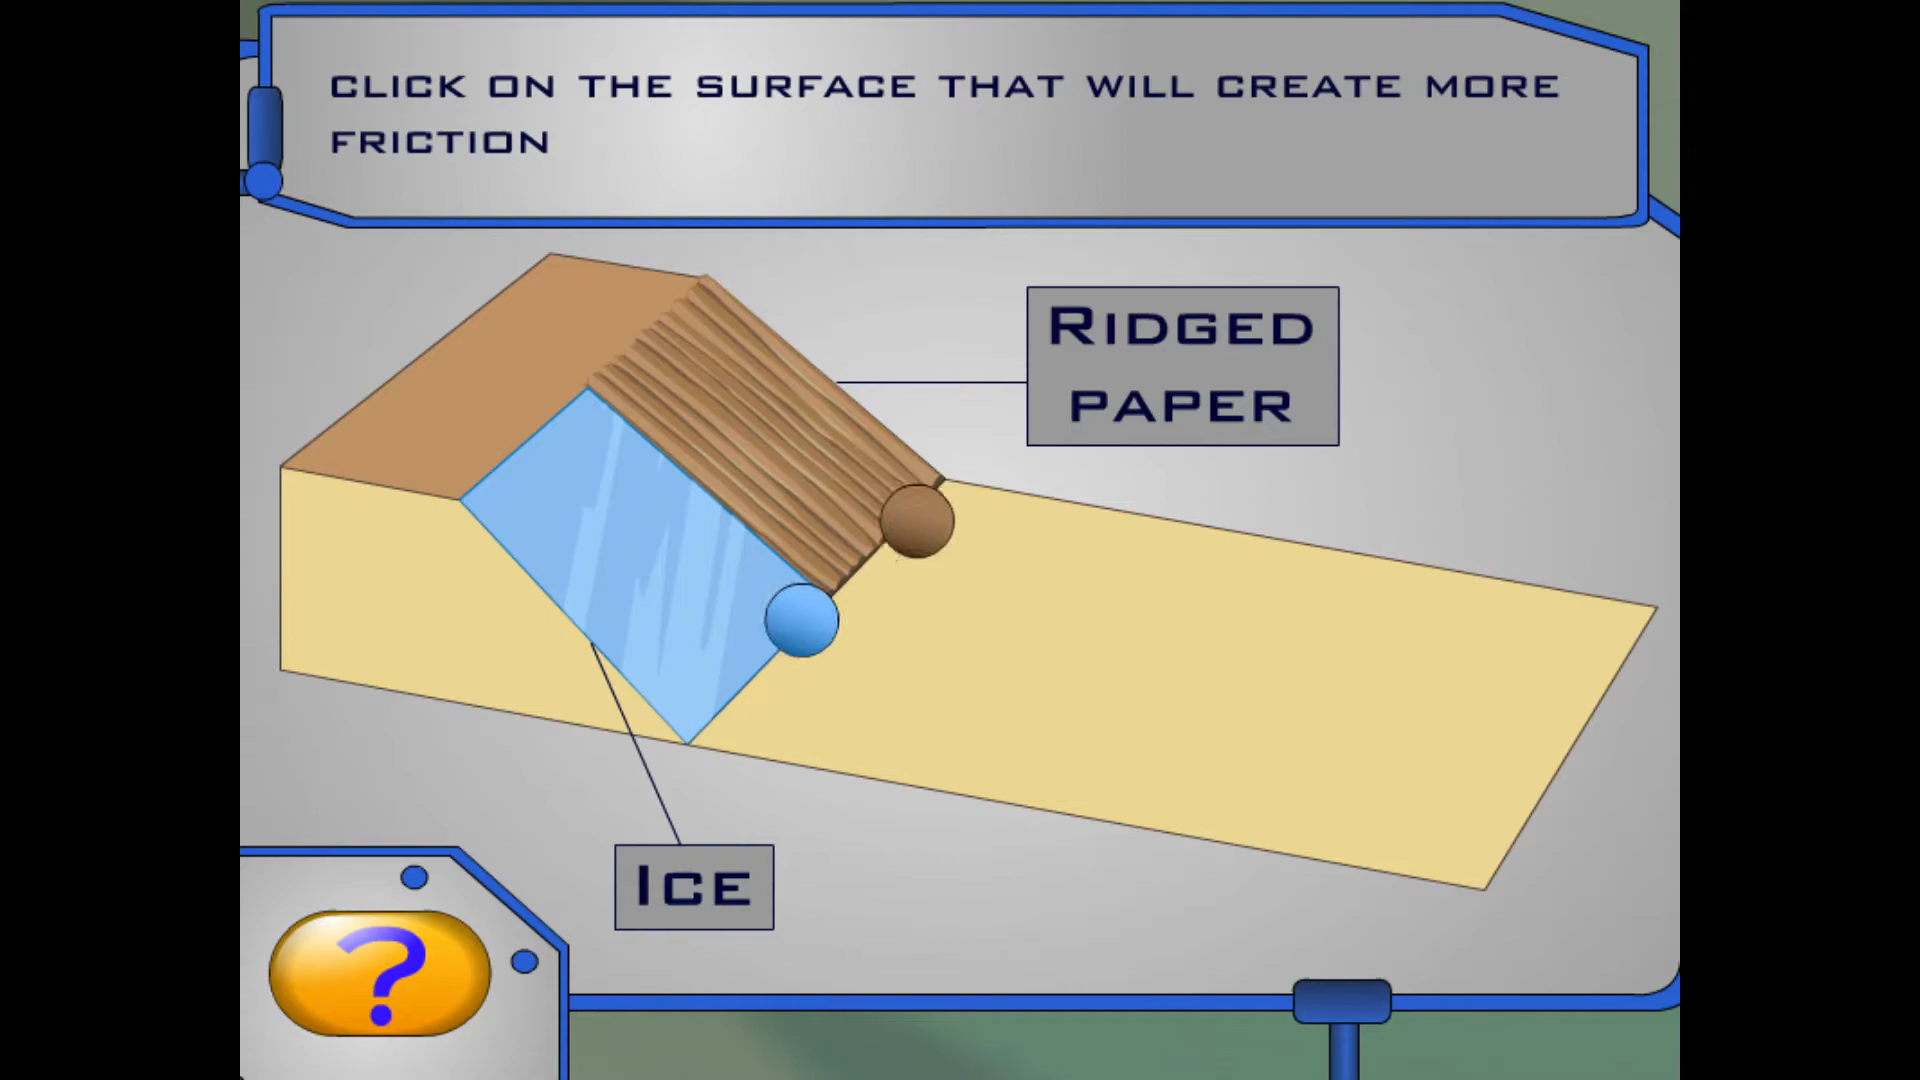 CLICK ON THE SURFACE THAT WILL CREATE MORE
FRICTION
RIDGED
PAPER
ICE
?